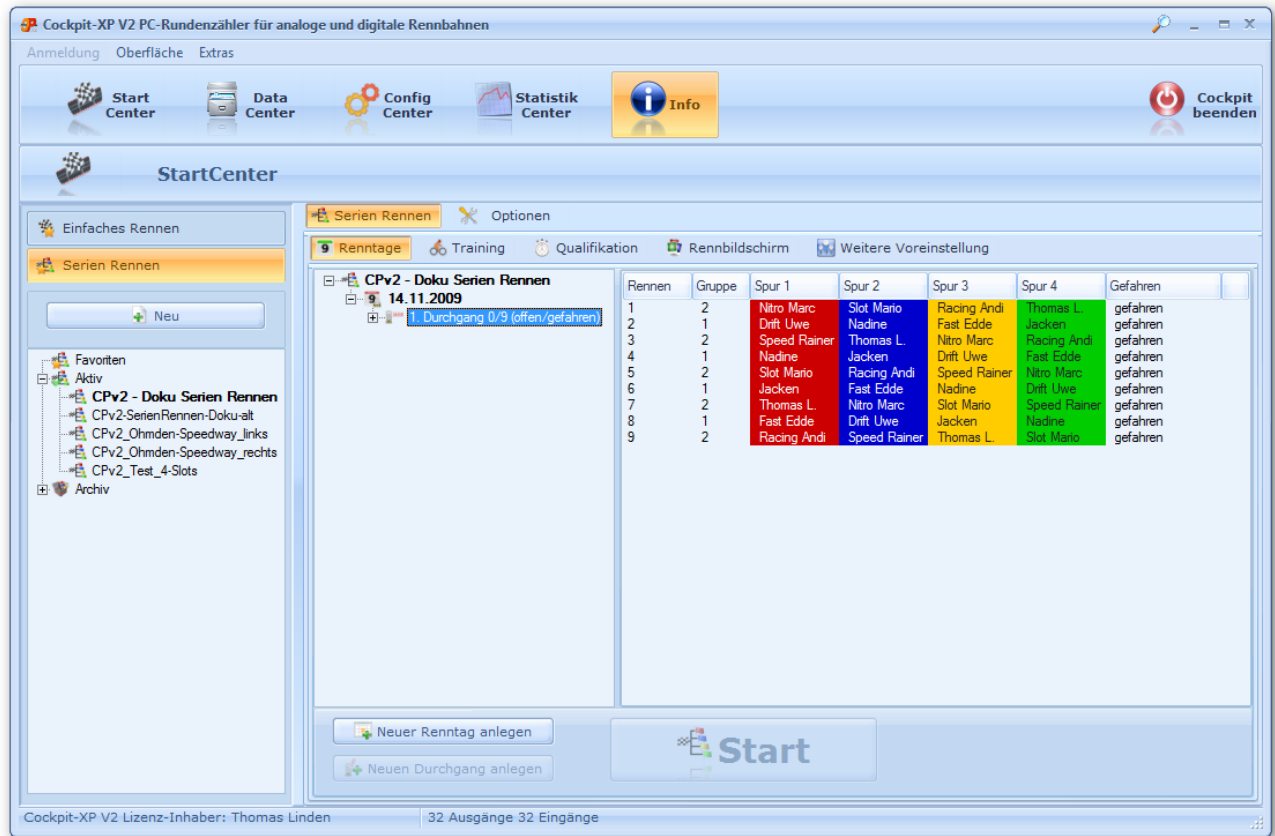 Cockpit-XP V2 PC-Rundenzähler für analoge und digitale Rennbahnen
Anmeldung Oberfläche Extras
Start Center
Data Center
Config Center
Statistik Center
Info
Cockpit beenden
StartCenter
Einfaches Rennen
Serien Rennen
Neu
Favoriten
Aktiv
CPv2 - Doku Serien Rennen
CPv2-SerienRennen-Doku-alt
CPv2_Ohmden-Speedway_links
CPv2_Ohmden-Speedway_rechts
CPv2_Test_4-Slots
Archiv
Serien Rennen Optionen
9 Renntage Training Qualifikation Rennbildschirm Weitere Voreinstellung
CPv2 - Doku Serien Rennen
9 14.11.2009
1. Durchgang 0/9 (offen/gefahren)
Rennen Gruppe Spur 1 Spur 2 Spur 3 Spur 4 Gefahren
1 2 Nitro Marc Slot Mario Racing Andi Thomas L. gefahren
2 1 Drift Uwe Nadine Fast Edde Jacken gefahren
3 2 Speed Rainer Thomas L. Nitro Marc Racing Andi gefahren
4 1 Nadine Jacken Drift Uwe Fast Edde gefahren
5 2 Slot Mario Racing Andi Speed Rainer Nitro Marc gefahren
6 1 Jacken Fast Edde Nadine Drift Uwe gefahren
7 2 Thomas L. Nitro Marc Slot Mario Speed Rainer gefahren
8 1 Fast Edde Drift Uwe Jacken Nadine gefahren
9 2 Racing Andi Speed Rainer Thomas L. Slot Mario gefahren
Neuer Renntag anlegen
Neuen Durchgang anlegen
Start
Cockpit-XP V2 Lizenz-Inhaber: Thomas Linden 32 Ausgänge 32 Eingänge